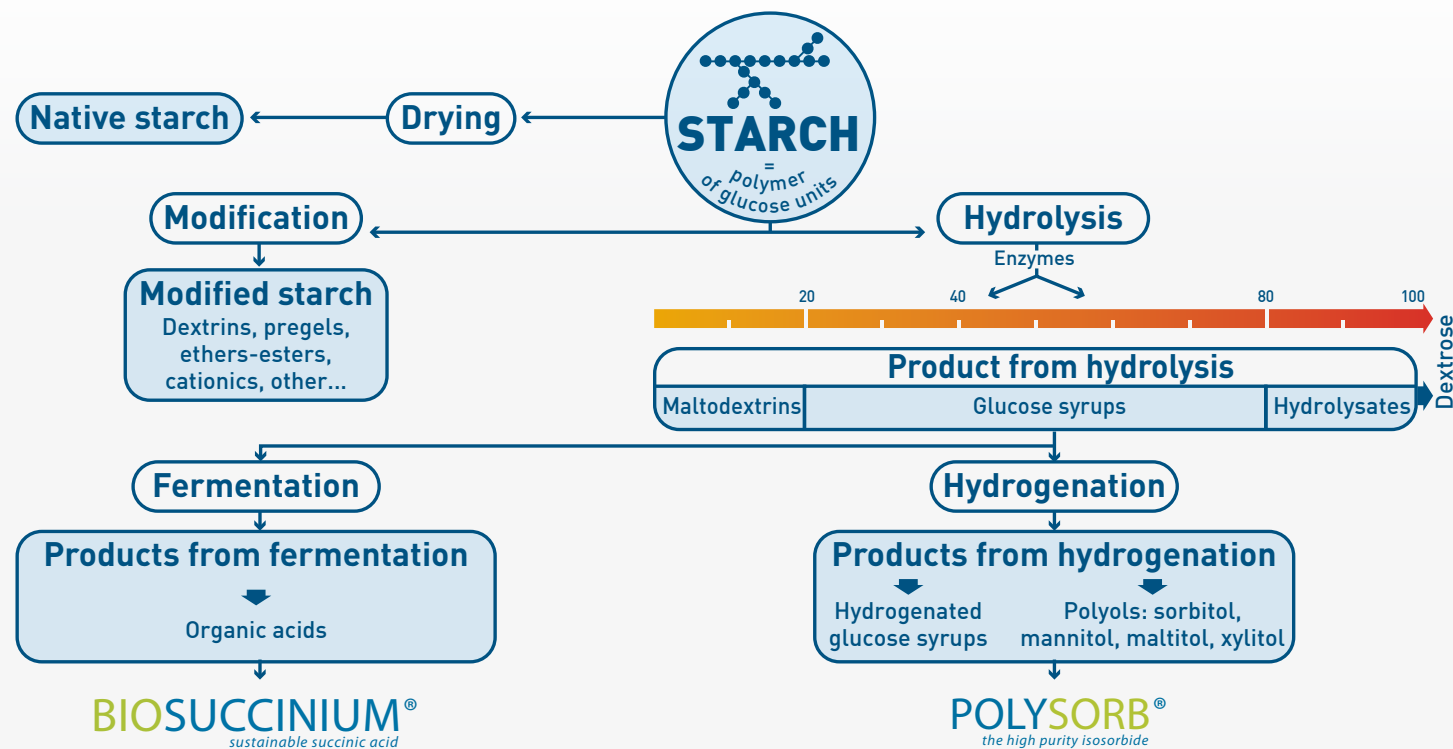 STARCH
=
polymer
of glucose units
Native starch
Drying
Modification
Hydrolysis
Enzymes
Modified starch
Dextrins, pregels,
ethers-esters,
cationics, other...
20
40
80
100
Dextrose
Product from hydrolysis
Maltodextrins
Glucose syrups
Hydrolysates
Fermentation
Hydrogenation
Products from fermentation
Organic acids
Products from hydrogenation
Hydrogenated
glucose syrups
Polyols: sorbitol,
mannitol, maltitol, xylitol
BIOSUCCINIUM®
sustainable succinic acid
POLYSORB®
the high purity isosorbide